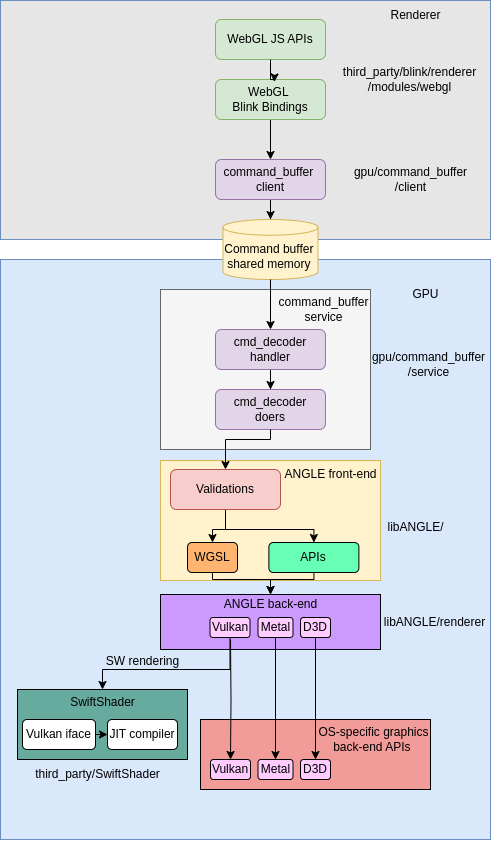 Renderer
WebGL JS APIs
third_party/blink/renderer
/modules/webgl
WebGL
Blink Bindings
command_buffer
client
gpu/command_buffer
/client
Command buffer
shared memory
GPU
command_buffer
service
cmd_decoder
handler
gpu/command_buffer
/service
cmd_decoder
doers
ANGLE front-end
Validations
libANGLE/
WGSL
APIs
ANGLE back-end
Vulkan
Metal
D3D
libANGLE/renderer
SW rendering
SwiftShader
Vulkan iface
JIT compiler
third_party/SwiftShader
OS-specific graphics
back-end APIs
Vulkan
Metal
D3D